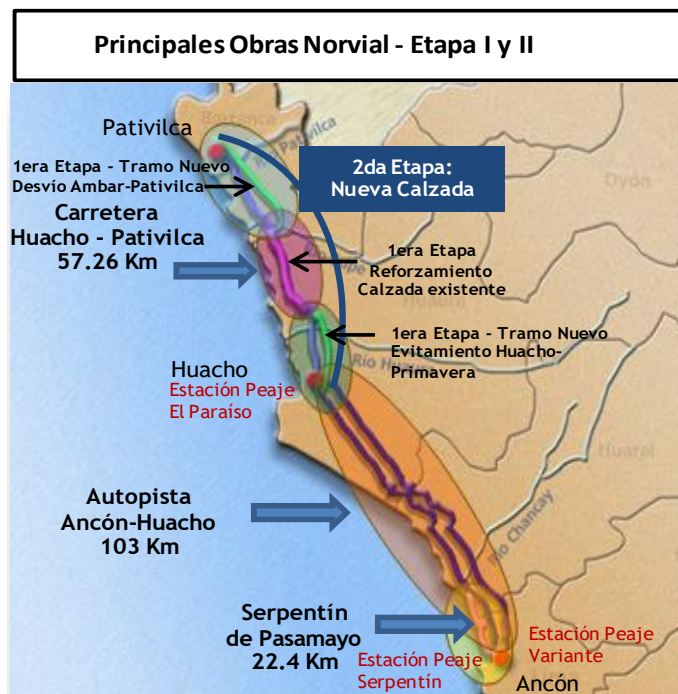 Principales Obras Norvial - Etapa I y II
Barranca
Pativilca
Pativilca
1era Etapa - Tramo Nuevo
Desvío Ambar-Pativilca
2da Etapa:
Nueva Calzada
Oyón
Carretera
Huacho - Pativilca
57.26 Km
1era Etapa
Reforzamiento
Calzada existente
Huaura
1era Etapa - Tramo Nuevo
Evitamiento Huacho-
Primavera
Río Huaura
Huacho
Estación Peaje
El Paraíso
Huaral
Autopista
Ancón-Huacho
103 Km
Río Chancay
Serpentín
de Pasamayo
22.4 Km
Estación Peaje
Variante
Estación Peaje
Serpentín
Ancón